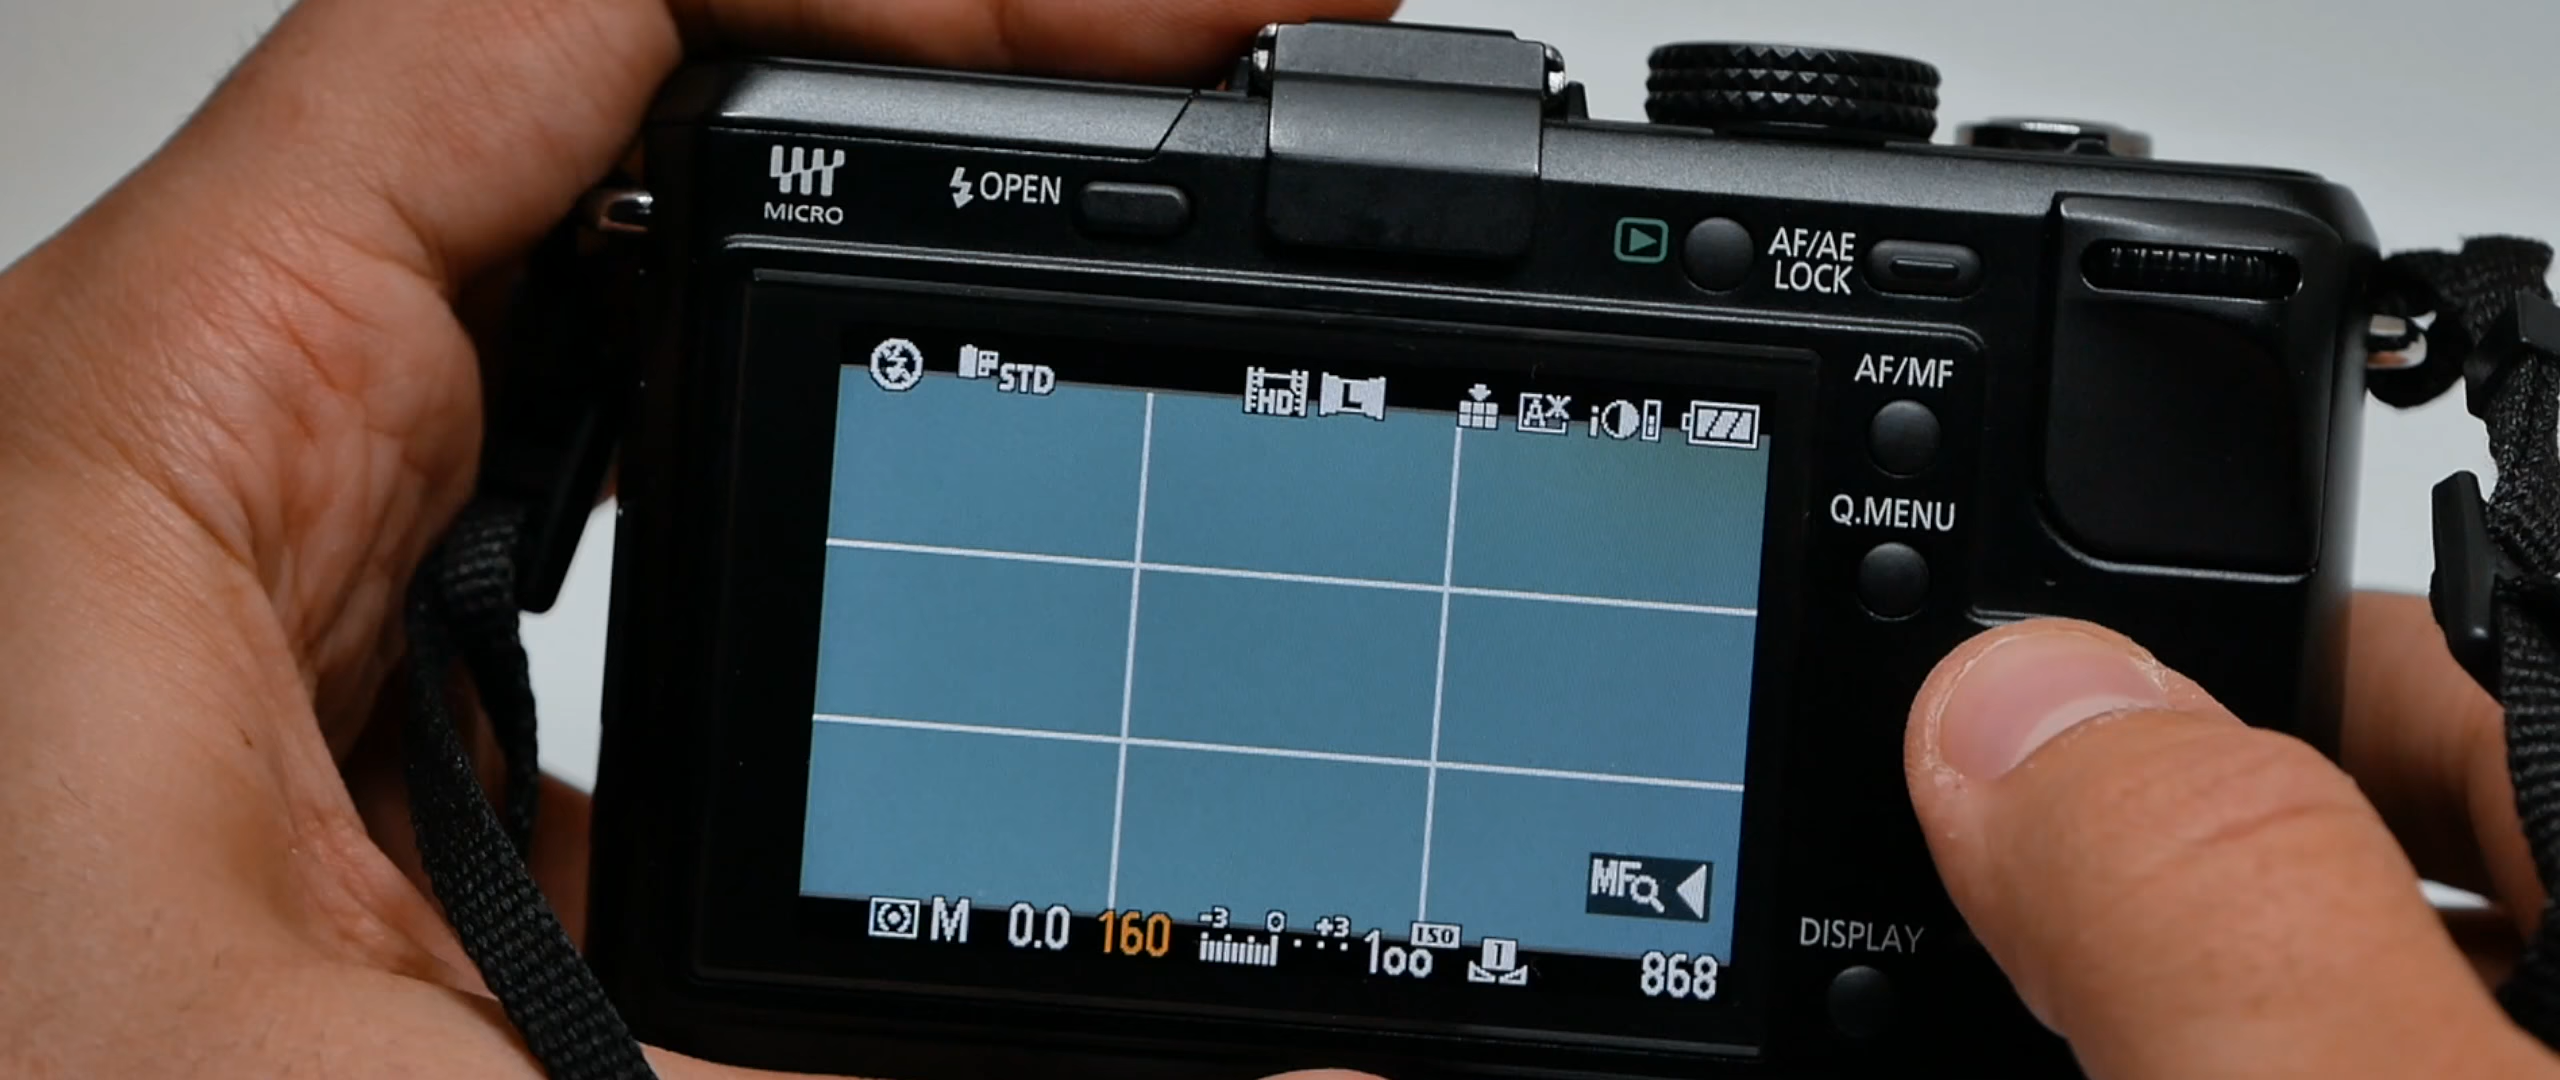 MICRO
OPEN
AF/AE
LOCK
AF/MF
Q.MENU
STD
HD L
MF
M 0.0 160 -3 0 +3 100 ISO 1 868
DISPLAY